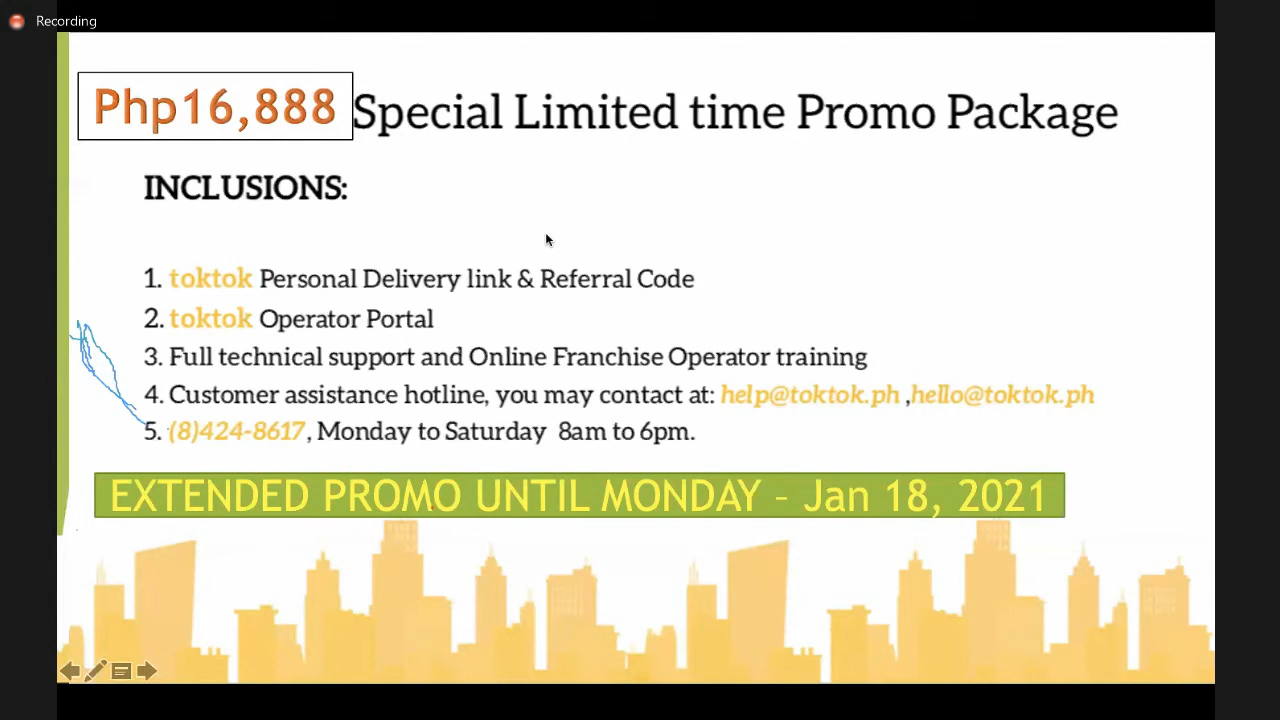 Recording
Php16,888 Special Limited time Promo Package
INCLUSIONS:
1. toktok Personal Delivery link & Referral Code
2. toktok Operator Portal
3. Full technical support and Online Franchise Operator training
4. Customer assistance hotline, you may contact at: help@toktok.ph ,hello@toktok.ph
5. (8)424-8617, Monday to Saturday 8am to 6pm.
EXTENDED PROMO UNTIL MONDAY – Jan 18, 2021